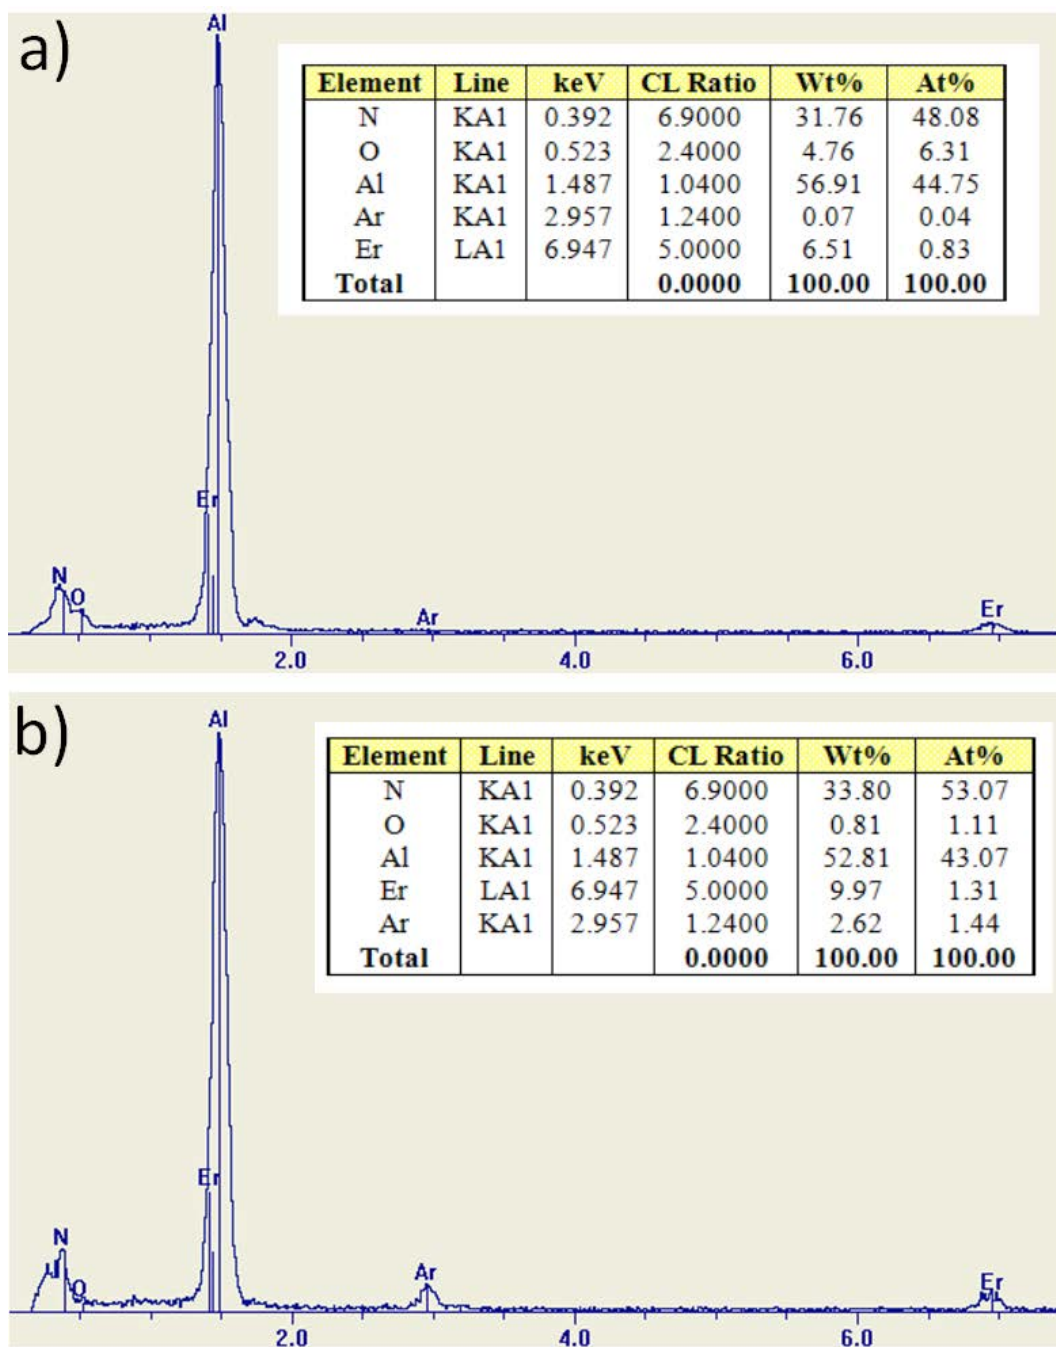 a)
Al
Element Line keV CL Ratio Wt% At%
N KA1 0.392 6.9000 31.76 48.08
O KA1 0.523 2.4000 4.76 6.31
Al KA1 1.487 1.0400 56.91 44.75
Ar KA1 2.957 1.2400 0.07 0.04
Er LA1 6.947 5.0000 6.51 0.83
Total 0.0000 100.00 100.00
Er
N
O
Ar
Er
2.0 4.0 6.0
b)
Al
Element Line keV CL Ratio Wt% At%
N KA1 0.392 6.9000 33.80 53.07
O KA1 0.523 2.4000 0.81 1.11
Al KA1 1.487 1.0400 52.81 43.07
Er LA1 6.947 5.0000 9.97 1.31
Ar KA1 2.957 1.2400 2.62 1.44
Total 0.0000 100.00 100.00
Er
N
O
Ar
Er
2.0 4.0 6.0